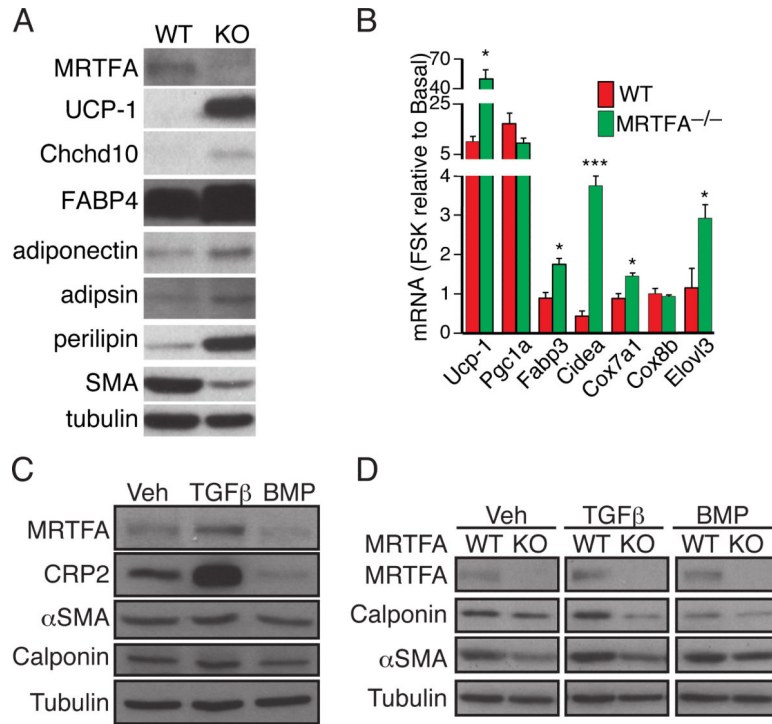 A
WT KO
MRTFA
UCP-1
Chchd10
FABP4
adiponectin
adipsin
perilipin
SMA
tubulin
B
mRNA (FSK relative to Basal)
70
40
25
5
4
3
2
1
0
* * *** * *
WT
MRTFA–/–
Ucp-1 Pgc1a Fabp3 Cidea Cox7a1 Cox8b Elovl3
C
Veh TGFβ BMP
MRTFA
CRP2
αSMA
Calponin
Tubulin
D
Veh TGFβ BMP
MRTFA WT KO WT KO WT KO
MRTFA
Calponin
αSMA
Tubulin